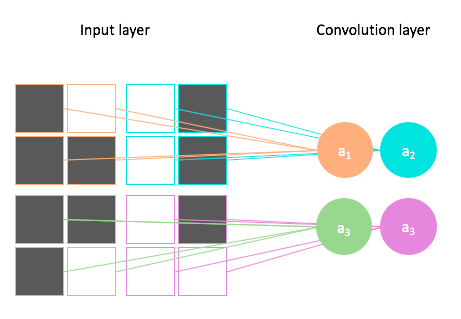 Input layer
Convolution layer
a1
a2
a3
a3